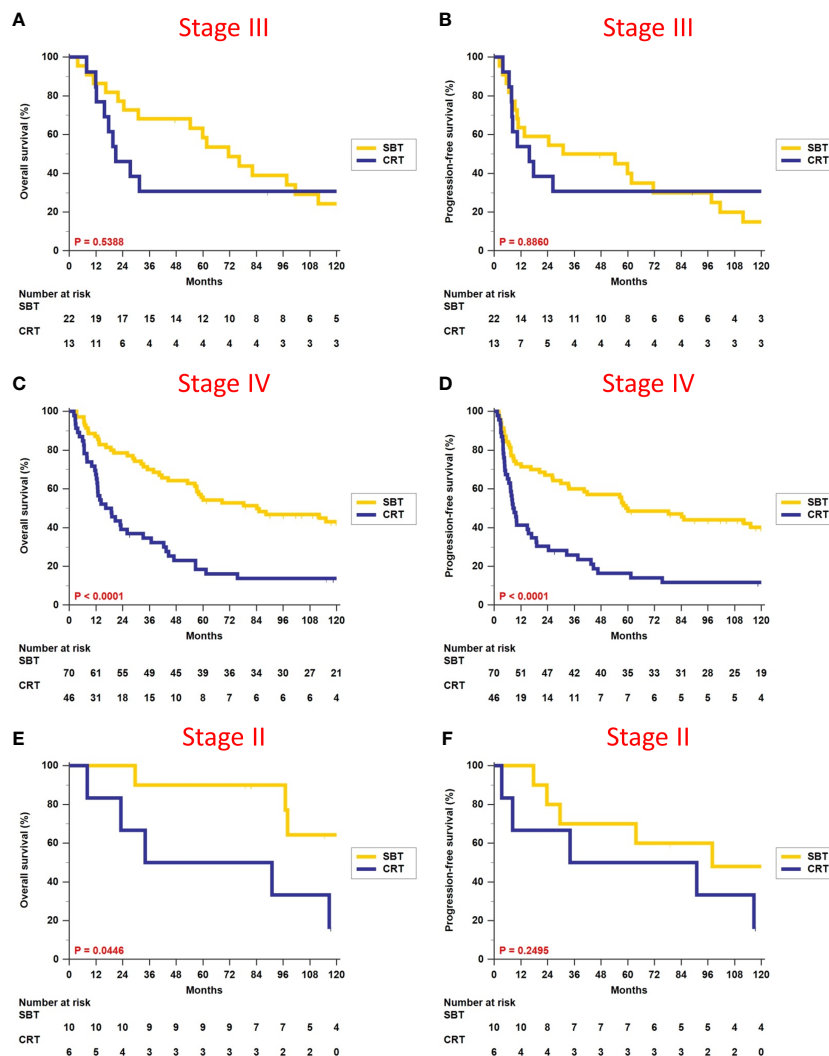 A
Stage III
100
80
60
40
20
0
Overall survival (%)
P = 0.5388
SBT
CRT
0 12 24 36 48 60 72 84 96 108 120
Months
Number at risk
SBT
22 19 17 15 14 12 10 8 8 6 5
CRT
13 11 6 4 4 4 4 4 3 3 3
B
Stage III
100
80
60
40
20
0
Progression-free survival (%)
P = 0.8860
SBT
CRT
0 12 24 36 48 60 72 84 96 108 120
Months
Number at risk
SBT
22 14 13 11 10 8 6 6 6 4 3
CRT
13 7 5 4 4 4 4 4 3 3 3
C
Stage IV
100
80
60
40
20
0
Overall survival (%)
P < 0.0001
SBT
CRT
0 12 24 36 48 60 72 84 96 108 120
Months
Number at risk
SBT
70 61 55 49 45 39 36 34 30 27 21
CRT
46 31 18 15 10 8 7 6 6 6 4
D
Stage IV
100
80
60
40
20
0
Progression-free survival (%)
P < 0.0001
SBT
CRT
0 12 24 36 48 60 72 84 96 108 120
Months
Number at risk
SBT
70 51 47 42 40 35 33 31 28 25 19
CRT
46 19 14 11 7 7 6 5 5 5 4
E
Stage II
100
80
60
40
20
0
Overall survival (%)
P = 0.0446
SBT
CRT
0 12 24 36 48 60 72 84 96 108 120
Months
Number at risk
SBT
10 10 10 9 9 9 9 7 7 5 4
CRT
6 5 4 3 3 3 3 3 2 2 0
F
Stage II
100
80
60
40
20
0
Progression-free survival (%)
P = 0.2495
SBT
CRT
0 12 24 36 48 60 72 84 96 108 120
Months
Number at risk
SBT
10 10 8 7 7 7 6 5 5 4 4
CRT
6 4 4 3 3 3 3 3 2 2 0